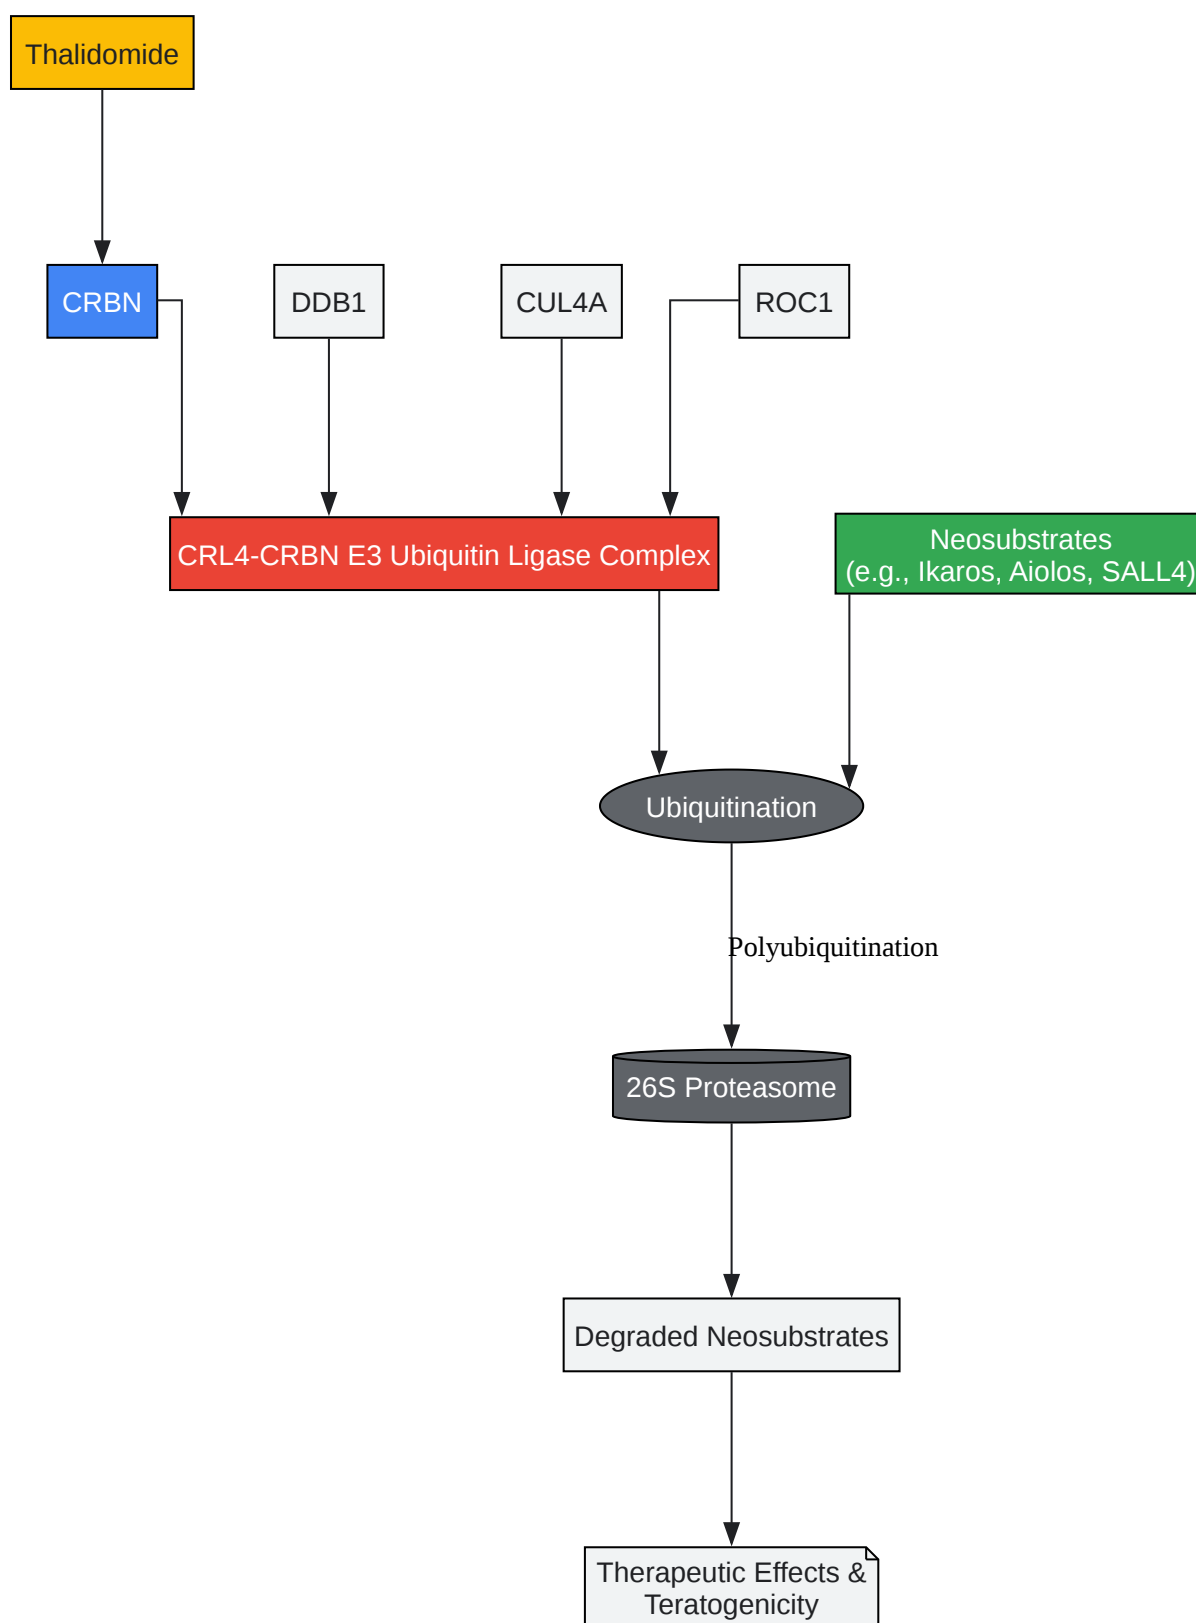 Thalidomide
CRBN
DDB1
CUL4A
ROC1
CRL4-CRBN E3 Ubiquitin Ligase Complex
Neosubstrates
(e.g., Ikaros, Aiolos, SALL4)
Ubiquitination
Polyubiquitination
26S Proteasome
Degraded Neosubstrates
Therapeutic Effects &
Teratogenicity